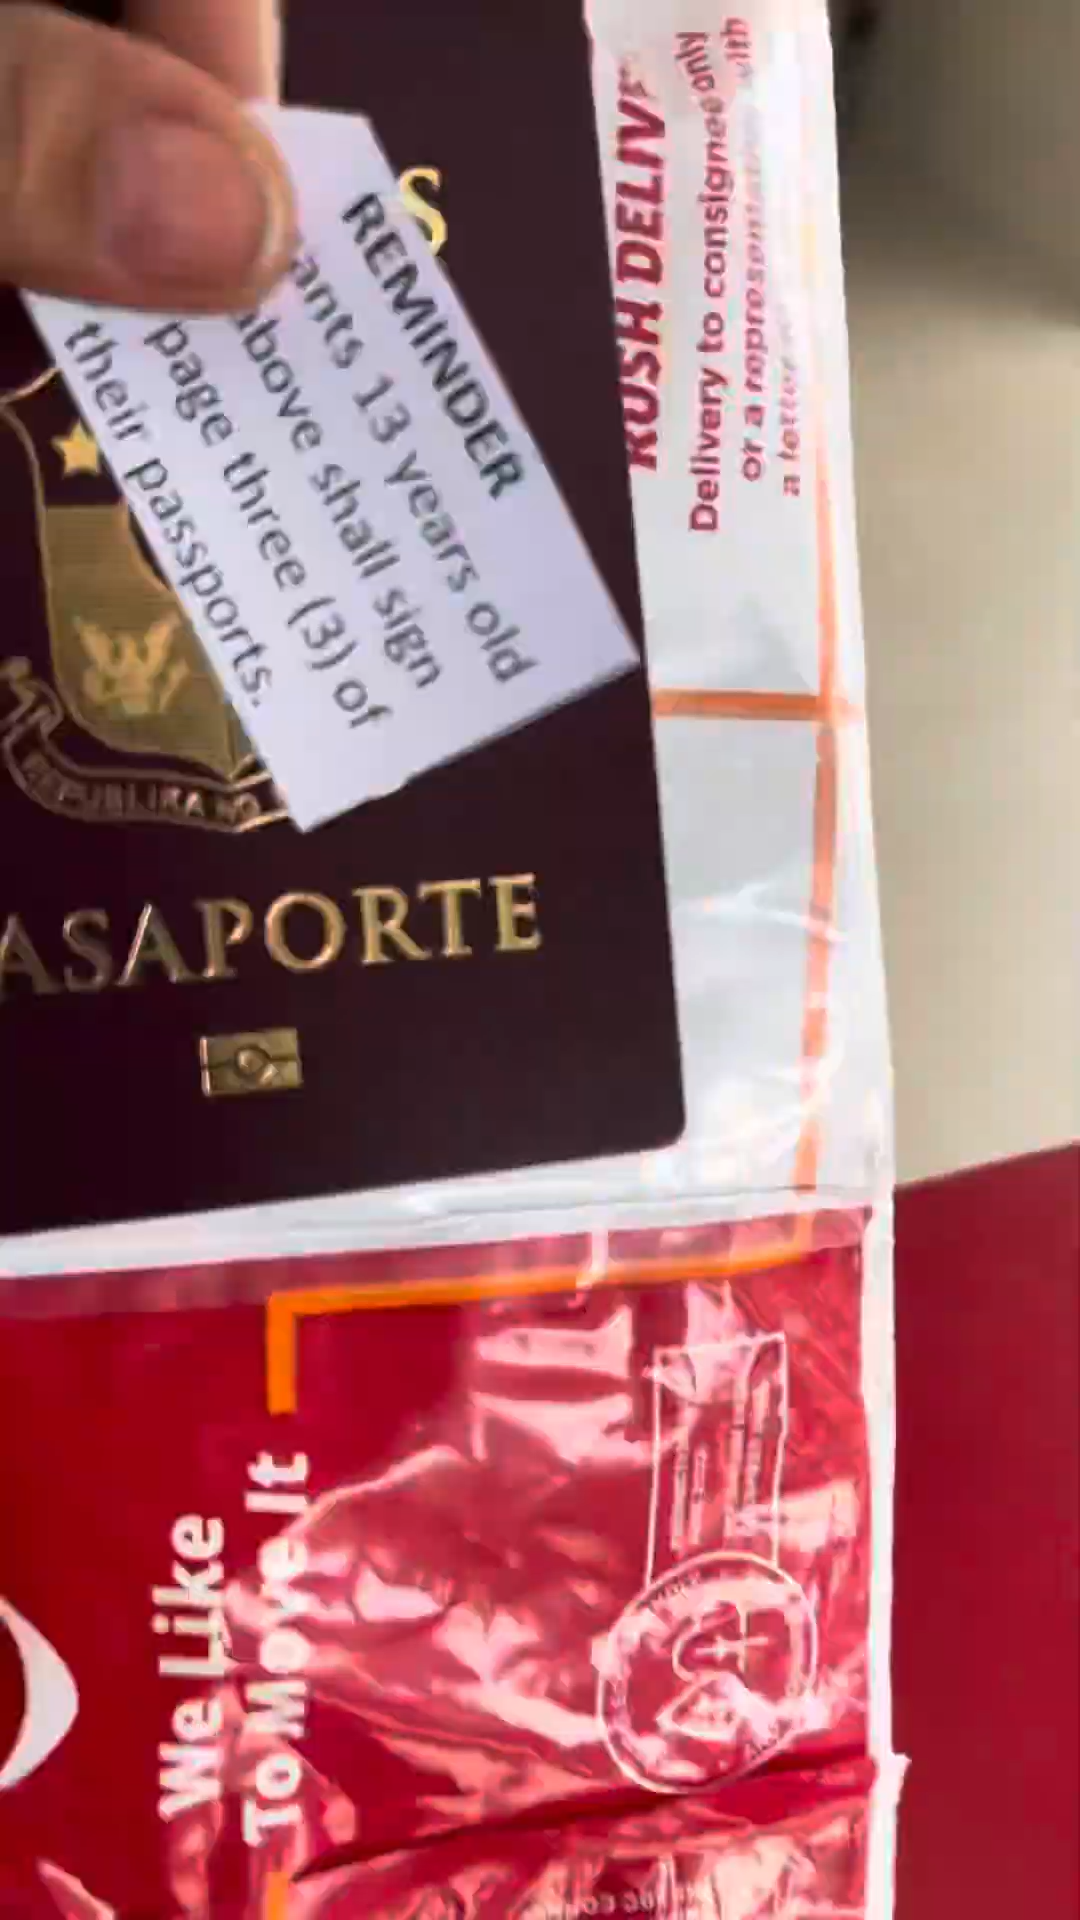 REMINDER
ants 13 years old
above shall sign
page three (3) of
their passports.
S
REPUBLIKA NG
ASAPORTE
RUSH DELIV
Delivery to consignee only
or a representative with
a letter
We Like
To Move It